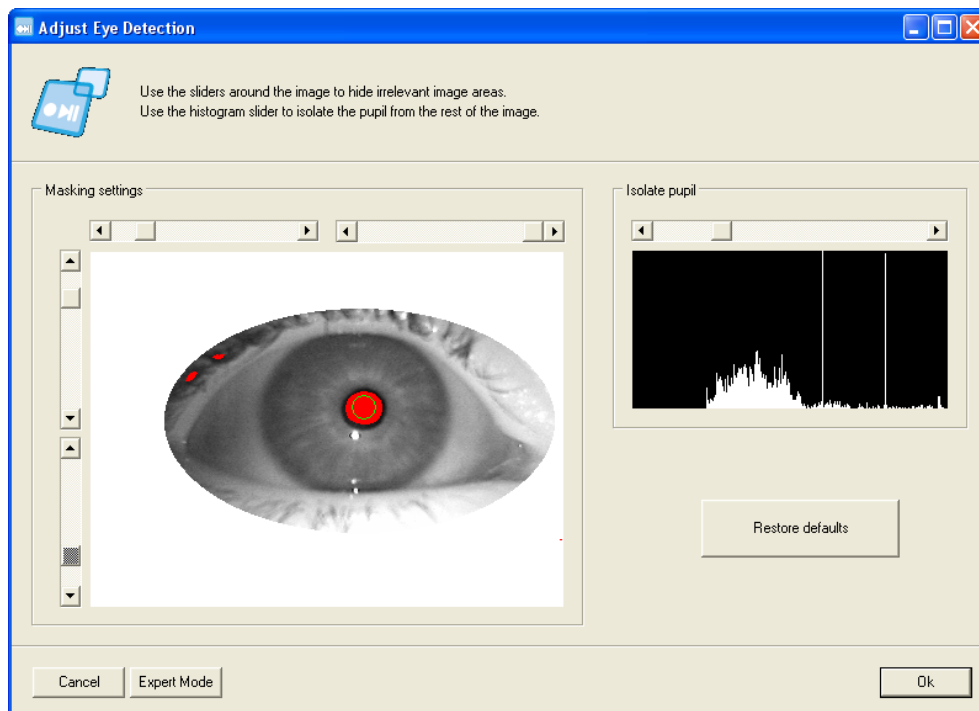 Adjust Eye Detection
Use the sliders around the image to hide irrelevant image areas.
Use the histogram slider to isolate the pupil from the rest of the image.
Masking settings
Isolate pupil
Restore defaults
Cancel
Expert Mode
Ok